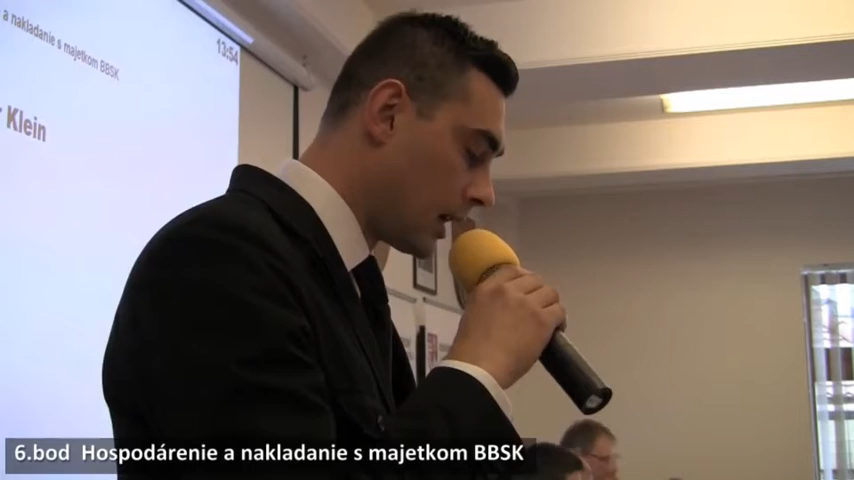 a nakladanie s majetkom BBSK
13:54
Klein
6.bod Hospodárenie a nakladanie s majetkom BBSK